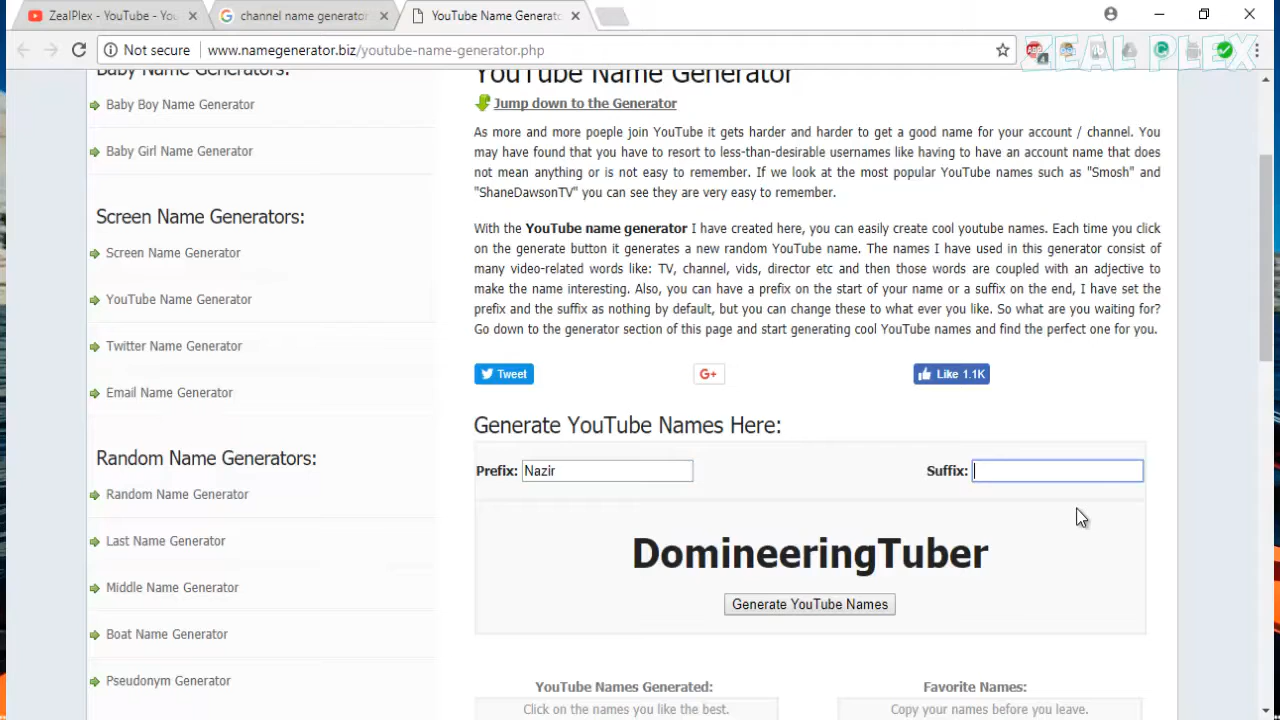 ZealPlex - YouTube - You
channel name generator
YouTube Name Generato
Not secure
www.namegenerator.biz/youtube-name-generator.php
ZEAL PLEX
Baby Name Generators:
Baby Boy Name Generator
Baby Girl Name Generator
Screen Name Generators:
Screen Name Generator
YouTube Name Generator
Twitter Name Generator
Email Name Generator
Random Name Generators:
Random Name Generator
Last Name Generator
Middle Name Generator
Boat Name Generator
Pseudonym Generator
YouTube Name Generator
Jump down to the Generator
As more and more poeple join YouTube it gets harder and harder to get a good name for your account / channel. You
may have found that you have to resort to less-than-desirable usernames like having to have an account name that does
not mean anything or is not easy to remember. If we look at the most popular YouTube names such as "Smosh" and
"ShaneDawsonTV" you can see they are very easy to remember.
With the YouTube name generator I have created here, you can easily create cool youtube names. Each time you click
on the generate button it generates a new random YouTube name. The names I have used in this generator consist of
many video-related words like: TV, channel, vids, director etc and then those words are coupled with an adjective to
make the name interesting. Also, you can have a prefix on the start of your name or a suffix on the end, I have set the
prefix and the suffix as nothing by default, but you can change these to what ever you like. So what are you waiting for?
Go down to the generator section of this page and start generating cool YouTube names and find the perfect one for you.
Tweet
G+
Like 1.1K
Generate YouTube Names Here:
Prefix: Nazir
Suffix:
DomineeringTuber
Generate YouTube Names
YouTube Names Generated:
Click on the names you like the best.
Favorite Names:
Copy your names before you leave.